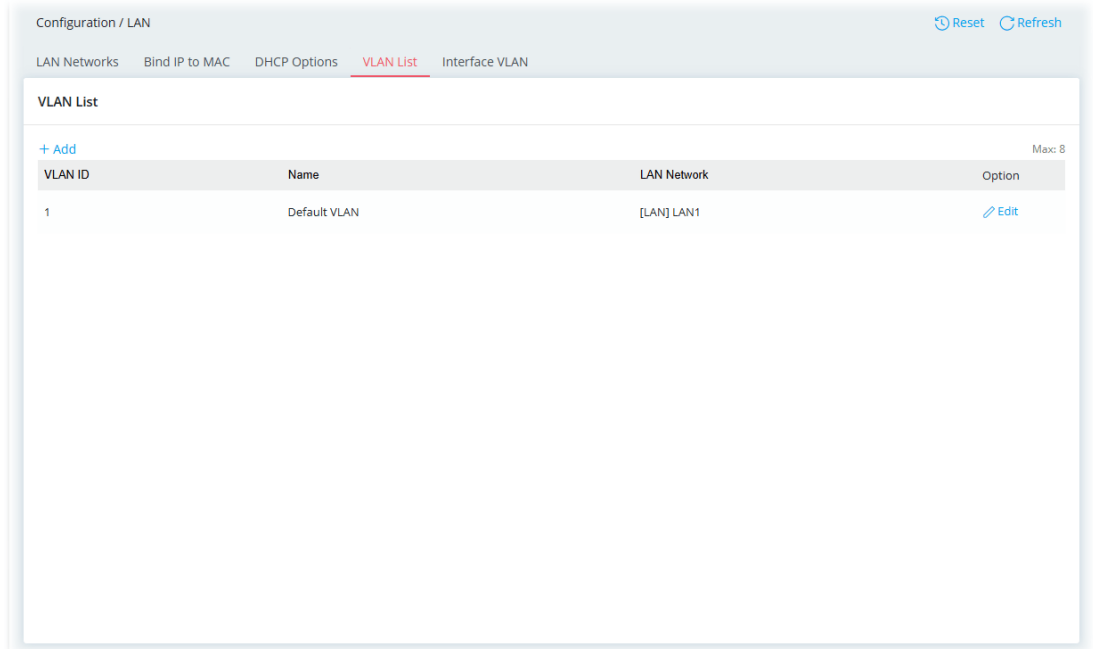 Configuration / LAN Reset Refresh
LAN Networks Bind IP to MAC DHCP Options VLAN List Interface VLAN
VLAN List
+ Add Max: 8
VLAN ID Name LAN Network Option
1 Default VLAN [LAN] LAN1 Edit